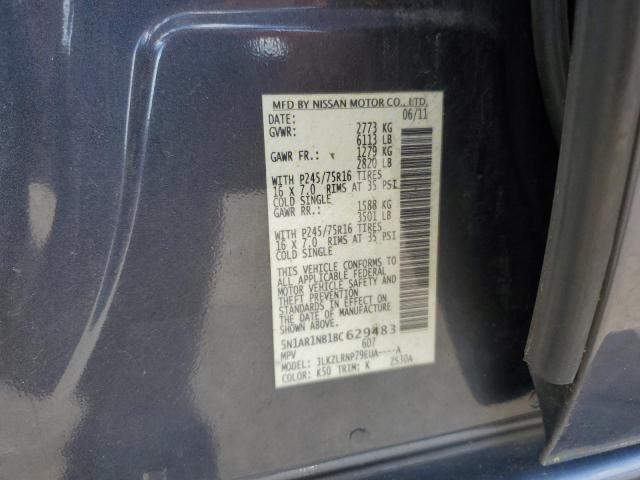 MFD BY NISSAN MOTOR CO., LTD.
DATE: 06/11
GVWR: 2773 KG
6113 LB
GAWR FR.: 1279 KG
2820 LB
WITH P245/75R16 TIRES
16 X 7.0 RIMS AT 35 PSI
COLD SINGLE
GAWR RR.: 1588 KG
3501 LB
WITH P245/75R16 TIRES
16 X 7.0 RIMS AT 35 PSI
COLD SINGLE
THIS VEHICLE CONFORMS TO
ALL APPLICABLE FEDERAL
MOTOR VEHICLE SAFETY AND
THEFT PREVENTION
STANDARDS IN EFFECT ON
THE DATE OF MANUFACTURE
SHOWN ABOVE.
5N1AR1NB1BC629483
MPV 607
MODEL: JLKZLRNP79EUA----A
COLOR: K50 TRIM: K 2530A